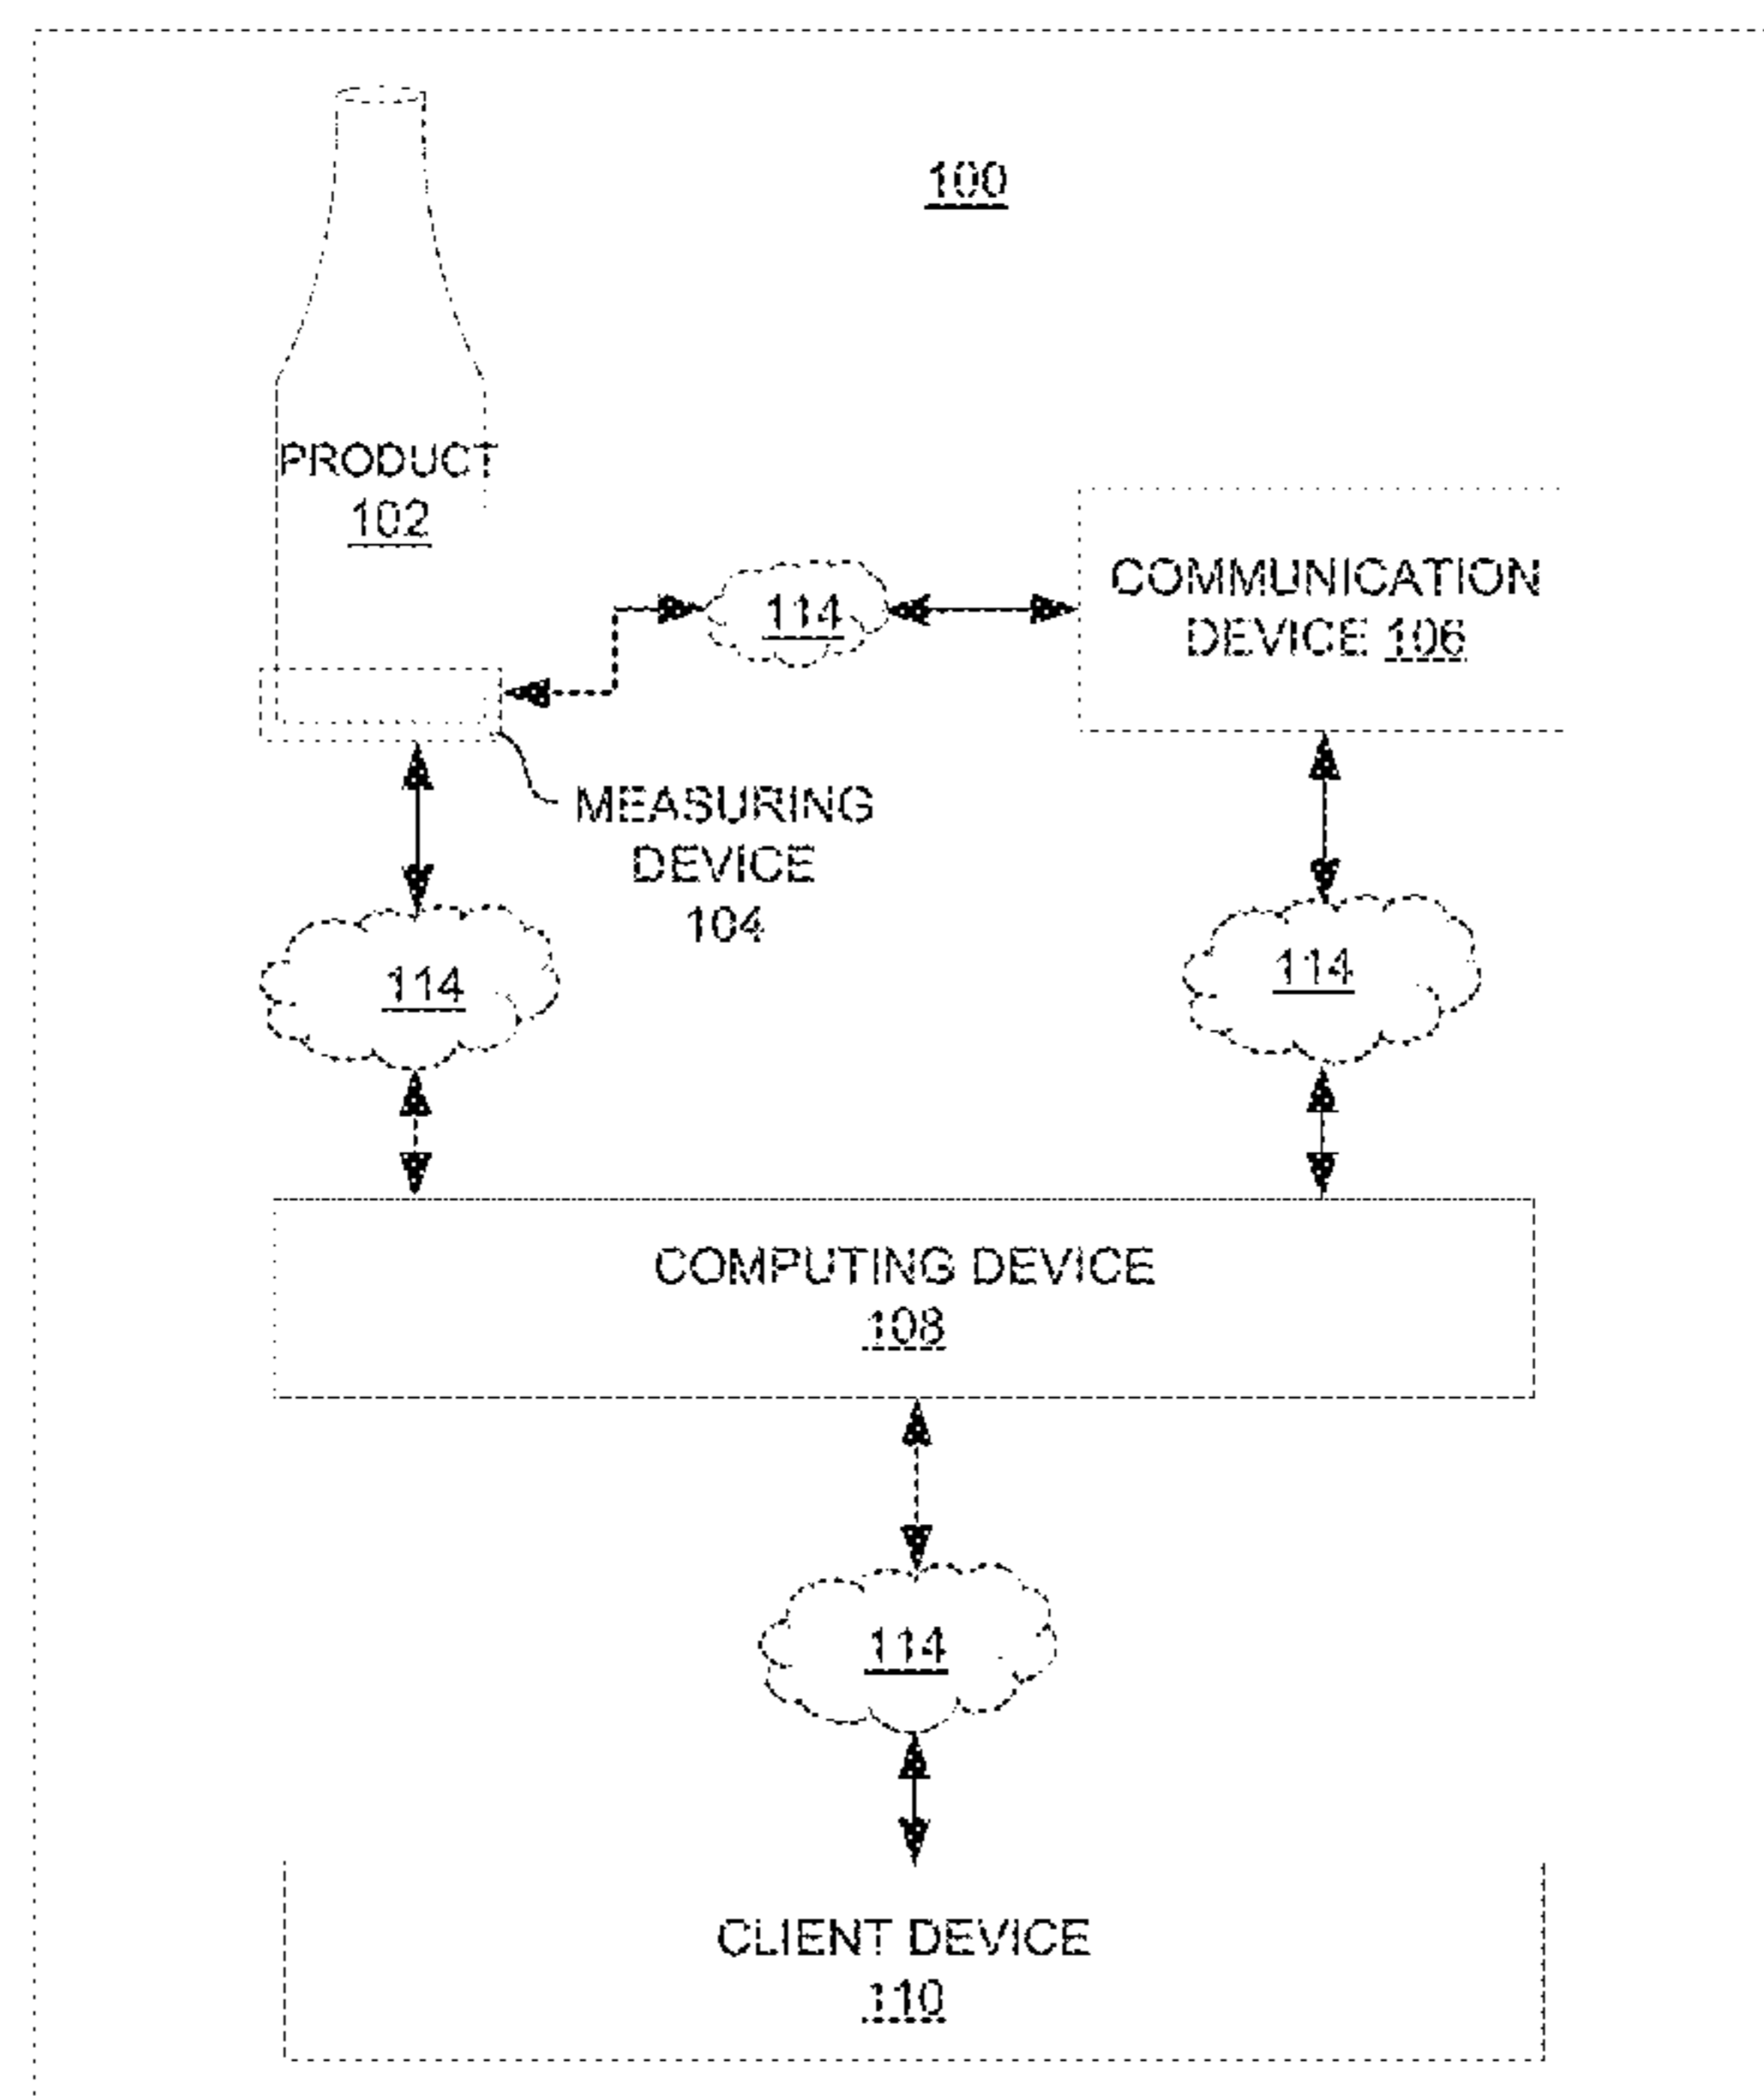 100
PRODUCT
102
114
COMMUNICATION
DEVICE 106
MEASURING
DEVICE
104
114
114
COMPUTING DEVICE
108
114
CLIENT DEVICE
110